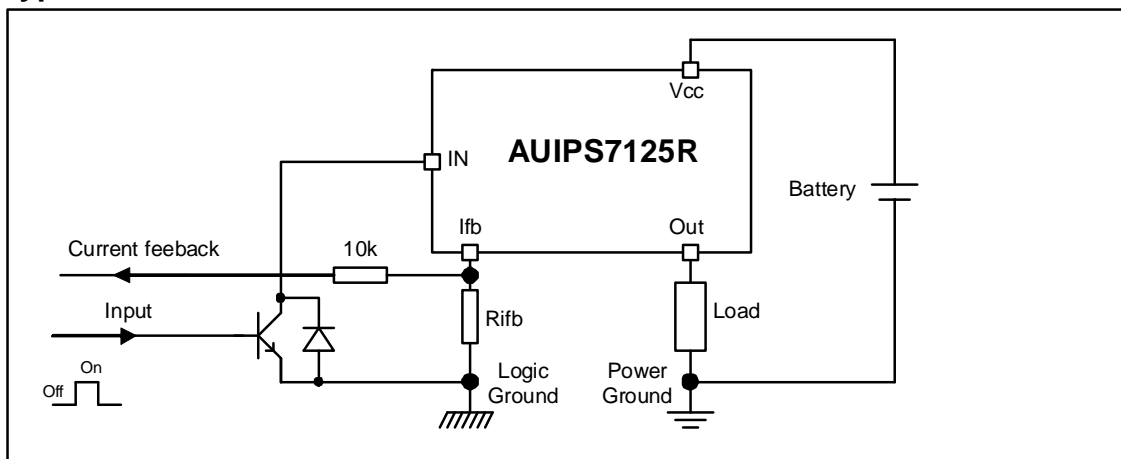 Vcc
AUIPS7125R
IN
Battery
Ifb
Out
Current feeback
10k
Input
Rifb
Load
On
Off
Logic
Ground
Power
Ground